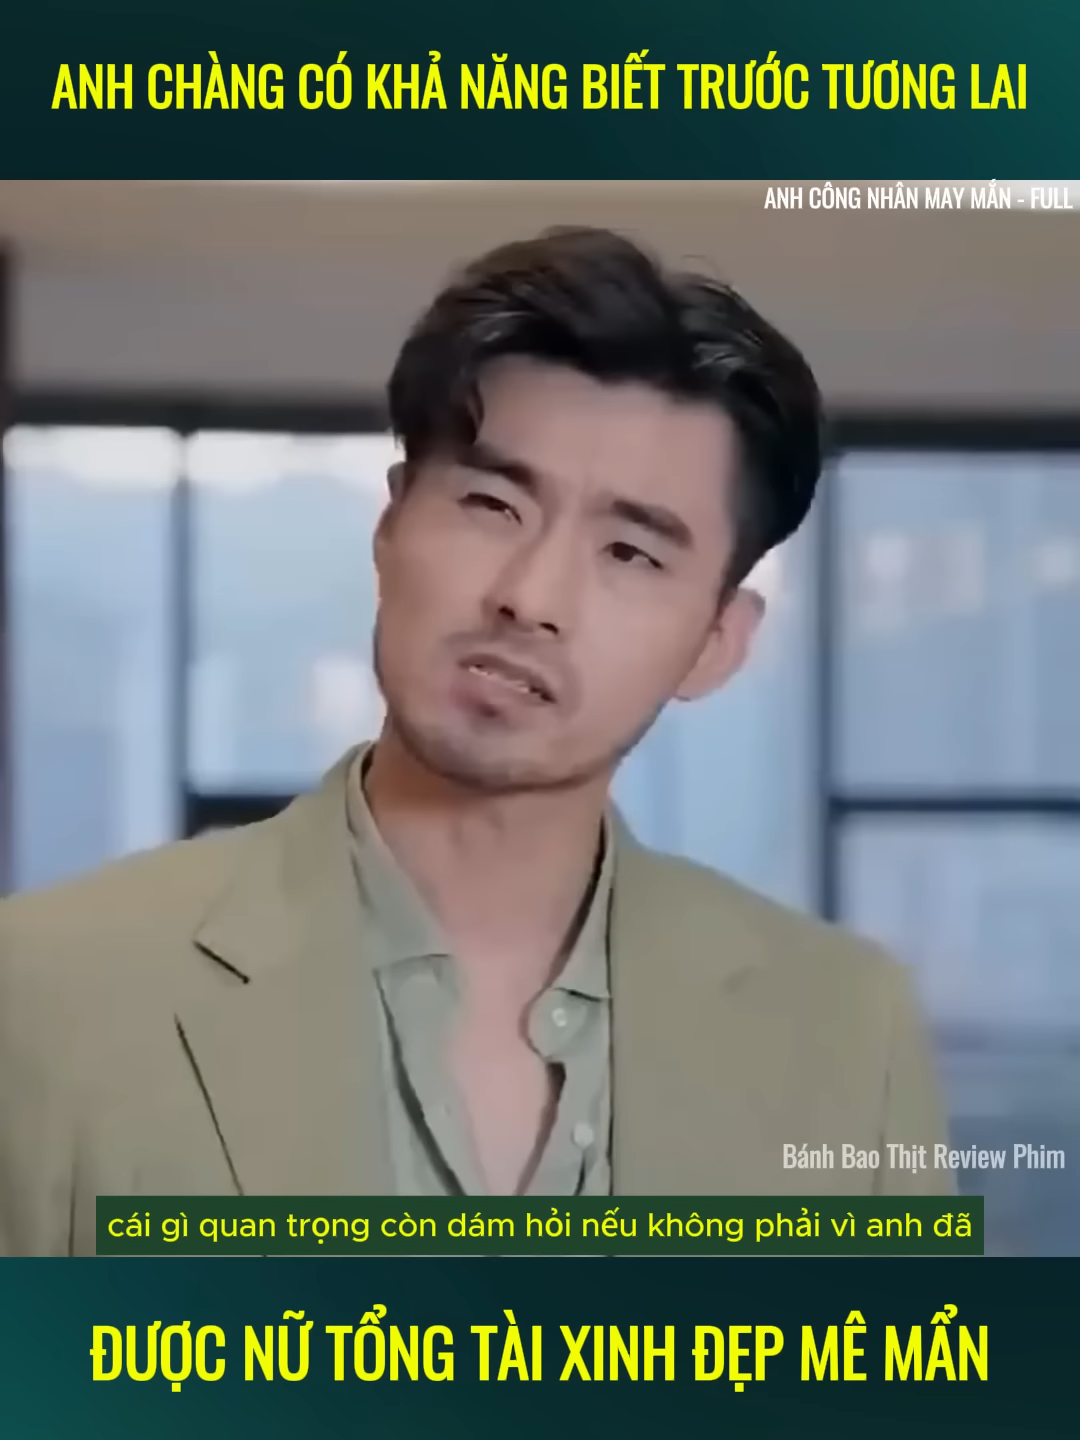 ANH CHÀNG CÓ KHẢ NĂNG BIẾT TRƯỚC TƯƠNG LAI
ANH CÔNG NHÂN MAY MẮN - FULL
Bánh Bao Thịt Review Phim
cái gì quan trọng còn dám hỏi nếu không phải vì anh đã
ĐƯỢC NỮ TỔNG TÀI XINH ĐẸP MÊ MẨN